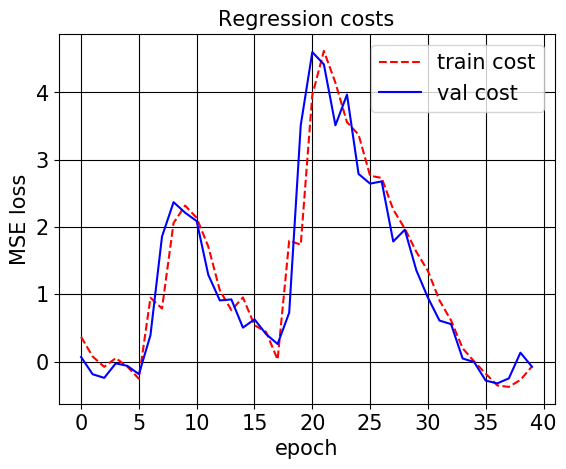 Regression costs
train cost
val cost
MSE loss
4
3
2
1
0
0 5 10 15 20 25 30 35 40
epoch